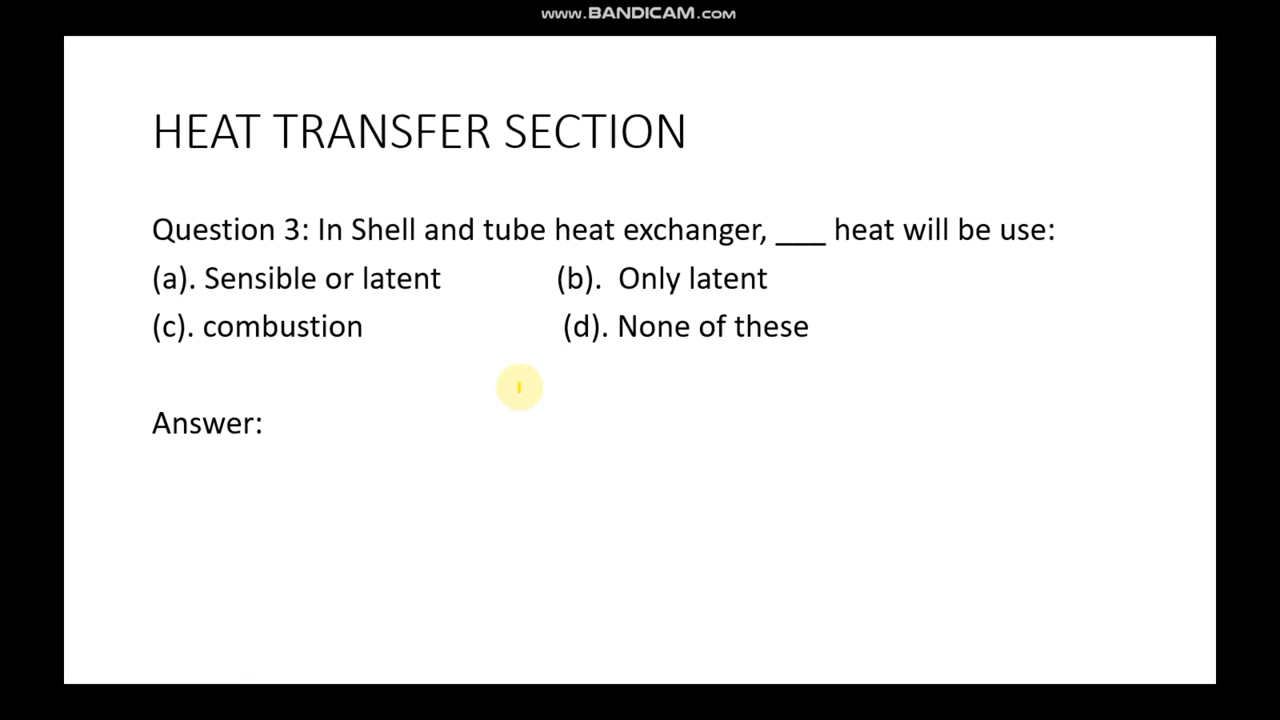 www.BANDICAM.com
HEAT TRANSFER SECTION
Question 3: In Shell and tube heat exchanger, ___ heat will be use:
(a). Sensible or latent (b). Only latent
(c). combustion (d). None of these
Answer: